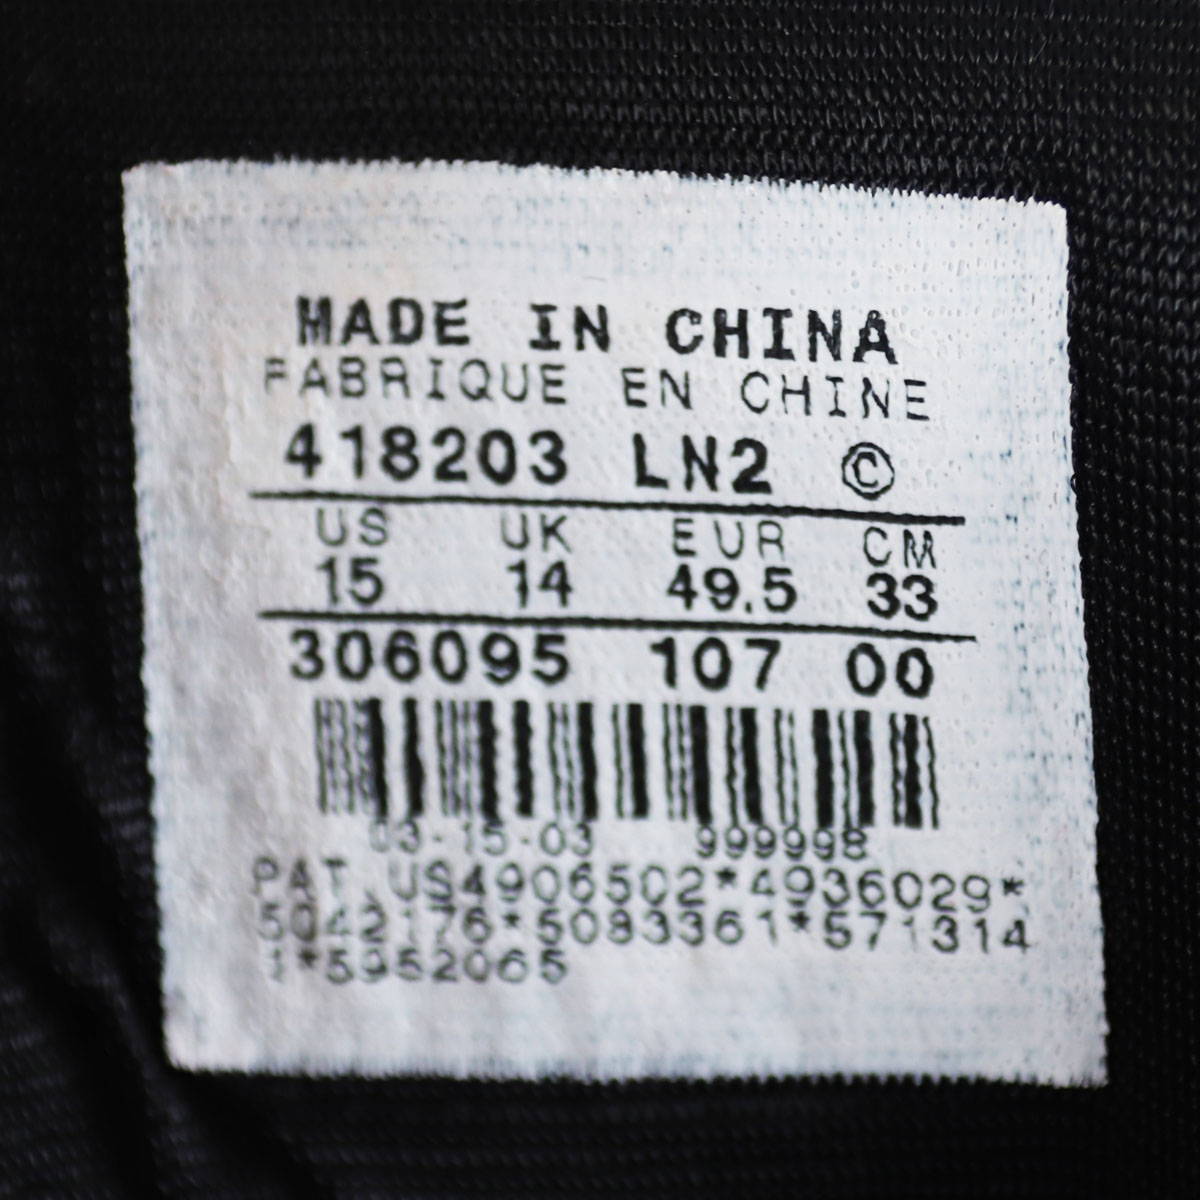 MADE IN CHINA
FABRIQUE EN CHINE
418203 LN2 ©
US UK EUR CM
15 14 49.5 33
306095 107 00
03·15·03 999998
PAT.US4906502*4936029*
5042176*5083361*571314
1*5952065